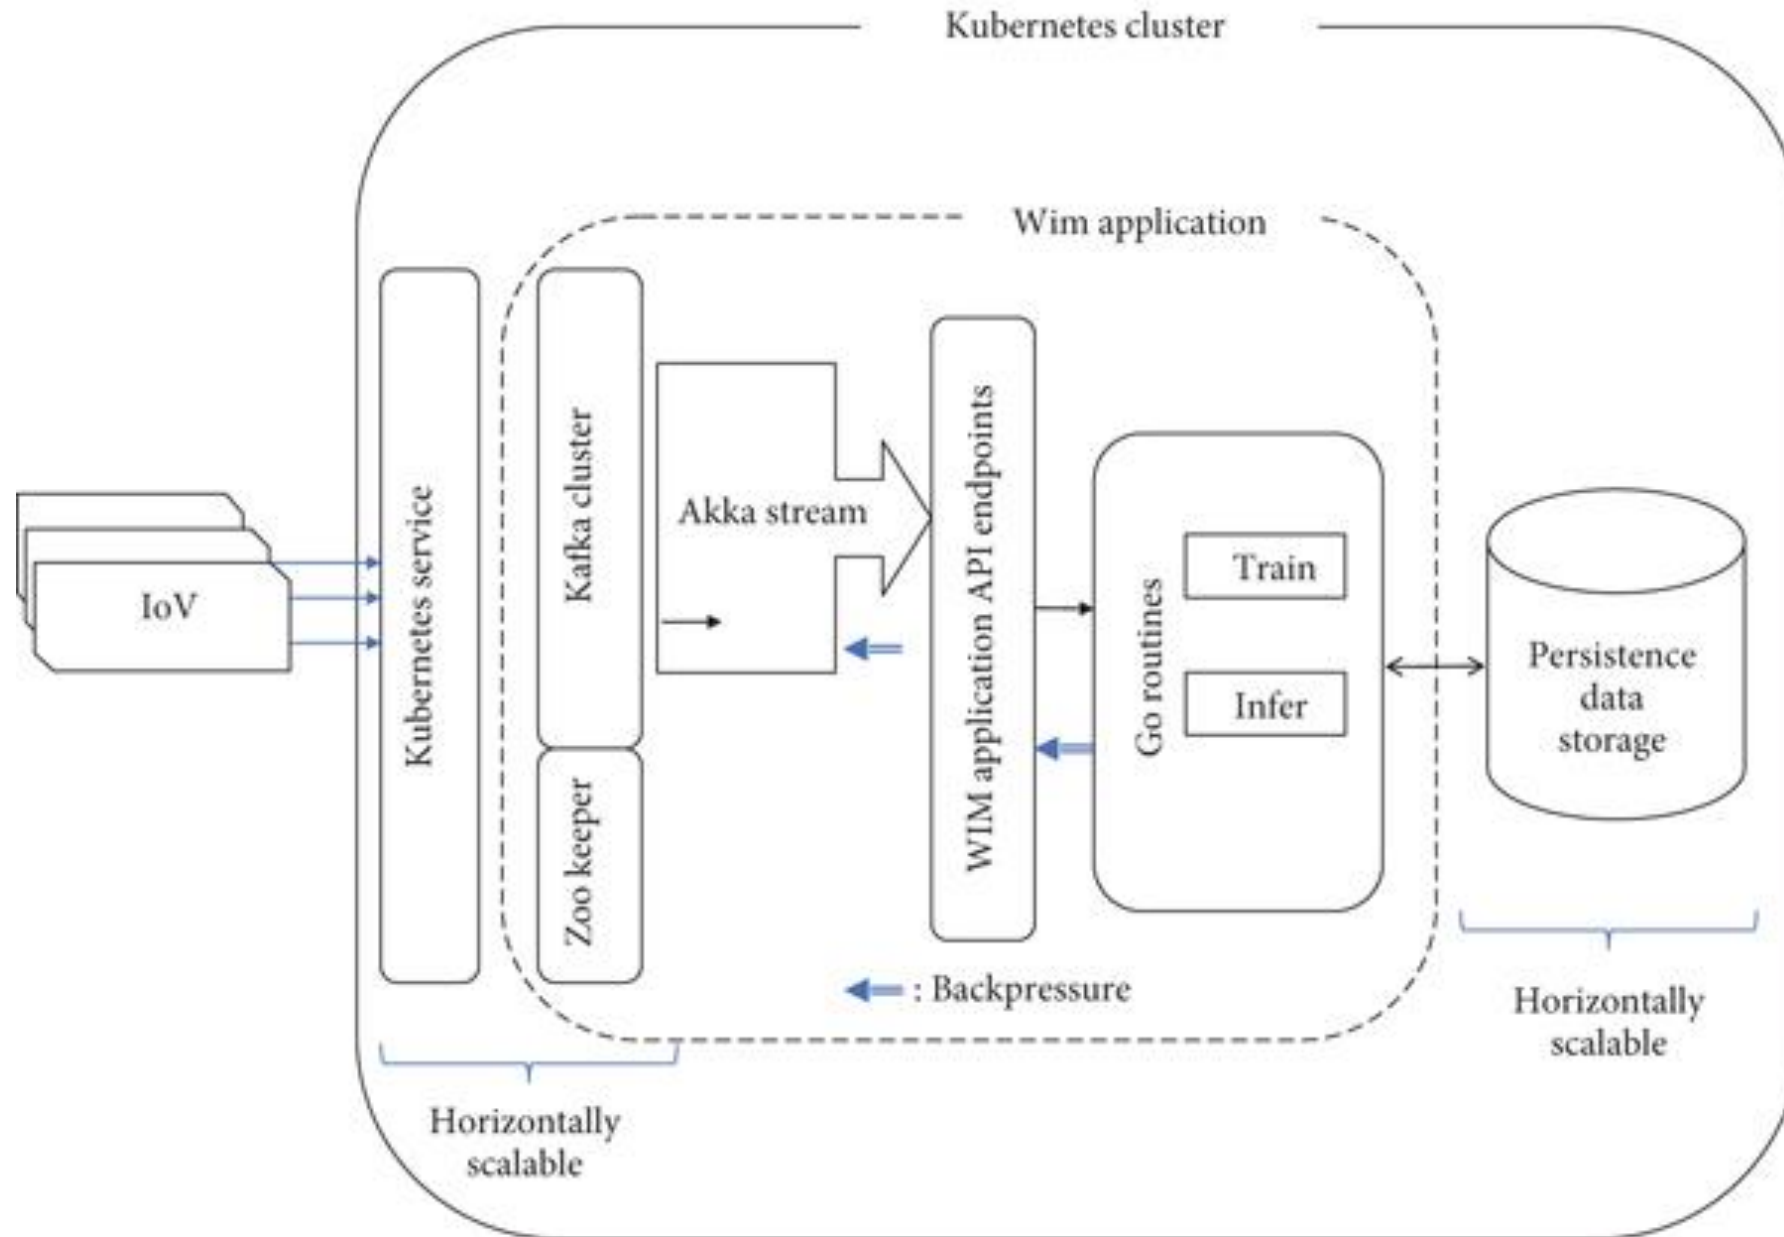 Kubernetes cluster
Wim application
IoV
Kubernetes service
Kafka cluster
Zoo keeper
Akka stream
WIM application API endpoints
Go routines
Train
Infer
Persistence
data
storage
: Backpressure
Horizontally
scalable
Horizontally
scalable